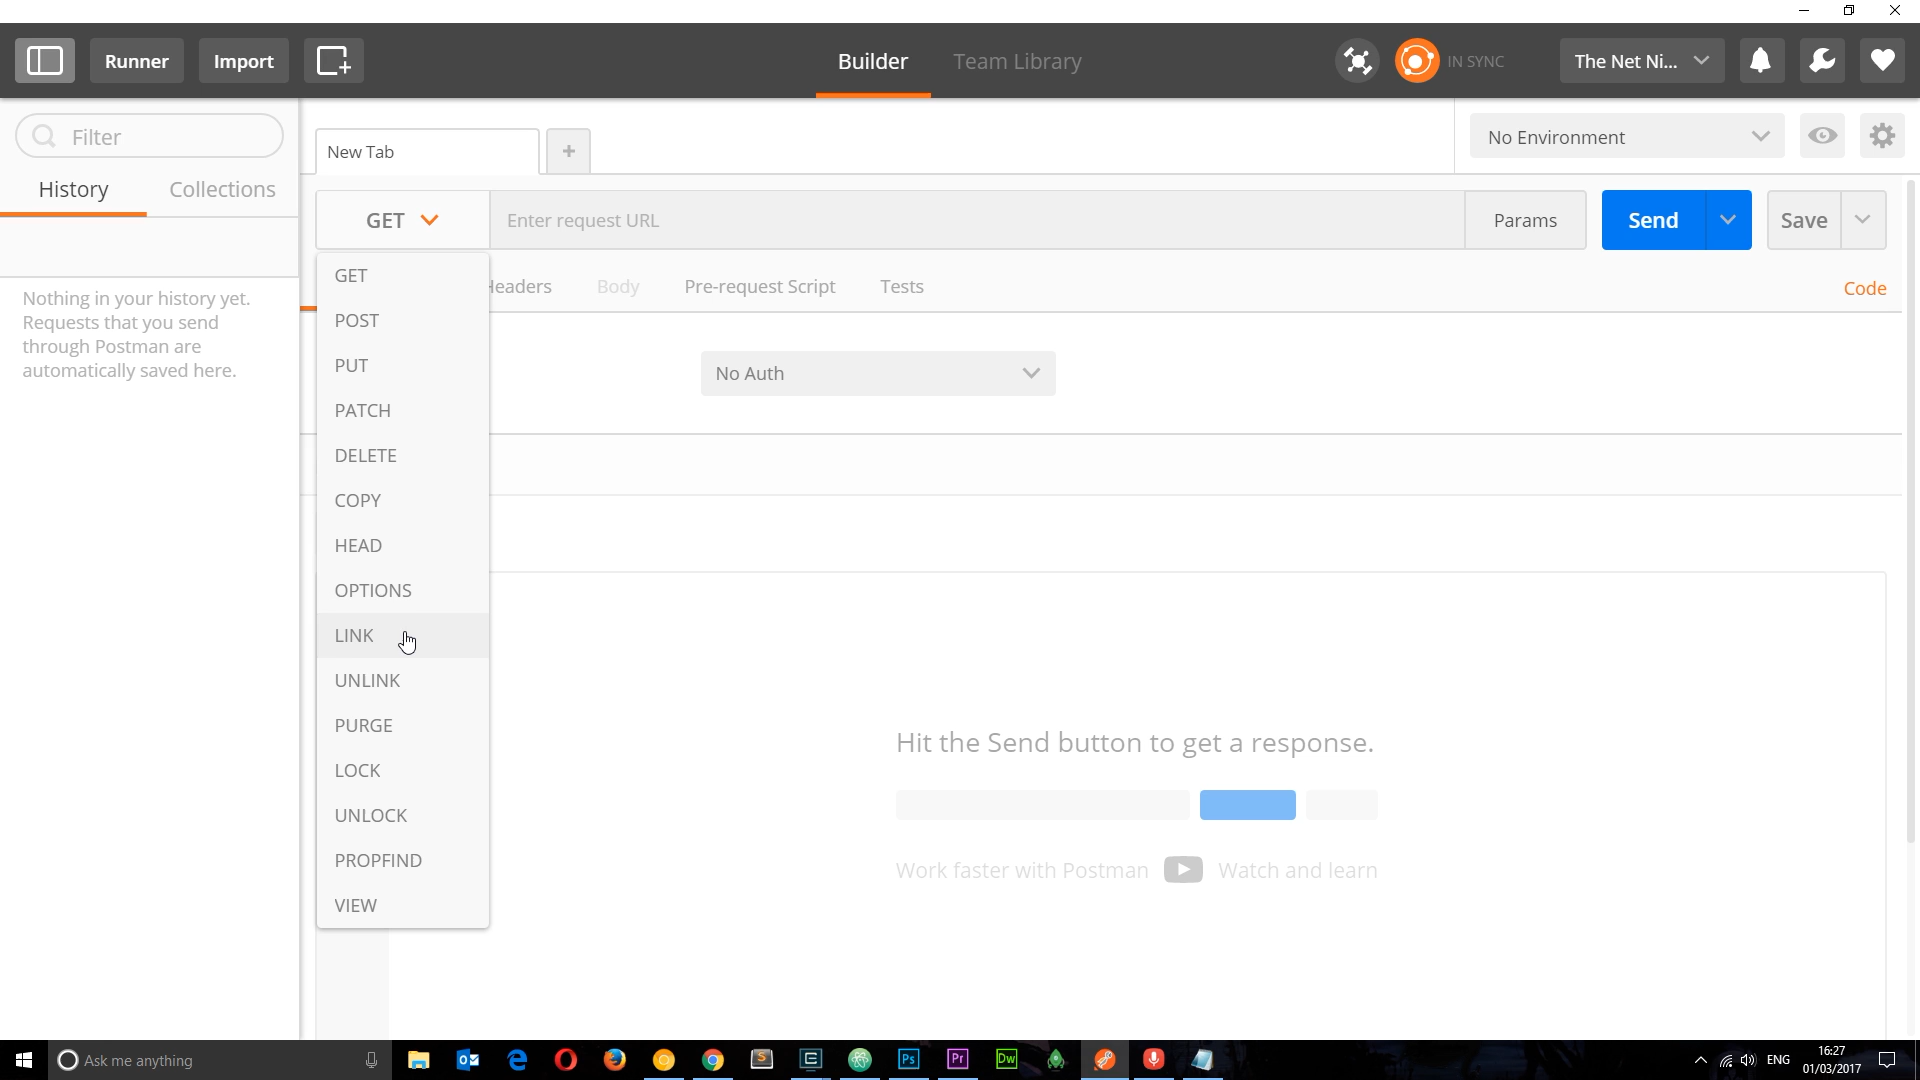 Runner
Import
Builder
Team Library
IN SYNC
The Net Ni...
Filter
History
Collections
Nothing in your history yet.
Requests that you send
through Postman are
automatically saved here.
New Tab
+
No Environment
GET
Enter request URL
Params
Send
Save
Headers
Body
Pre-request Script
Tests
Code
GET
POST
PUT
PATCH
DELETE
COPY
HEAD
OPTIONS
LINK
UNLINK
PURGE
LOCK
UNLOCK
PROPFIND
VIEW
No Auth
Hit the Send button to get a response.
Work faster with Postman
Watch and learn
Ask me anything
Ps
Pr
Dw
ENG
16:27
01/03/2017